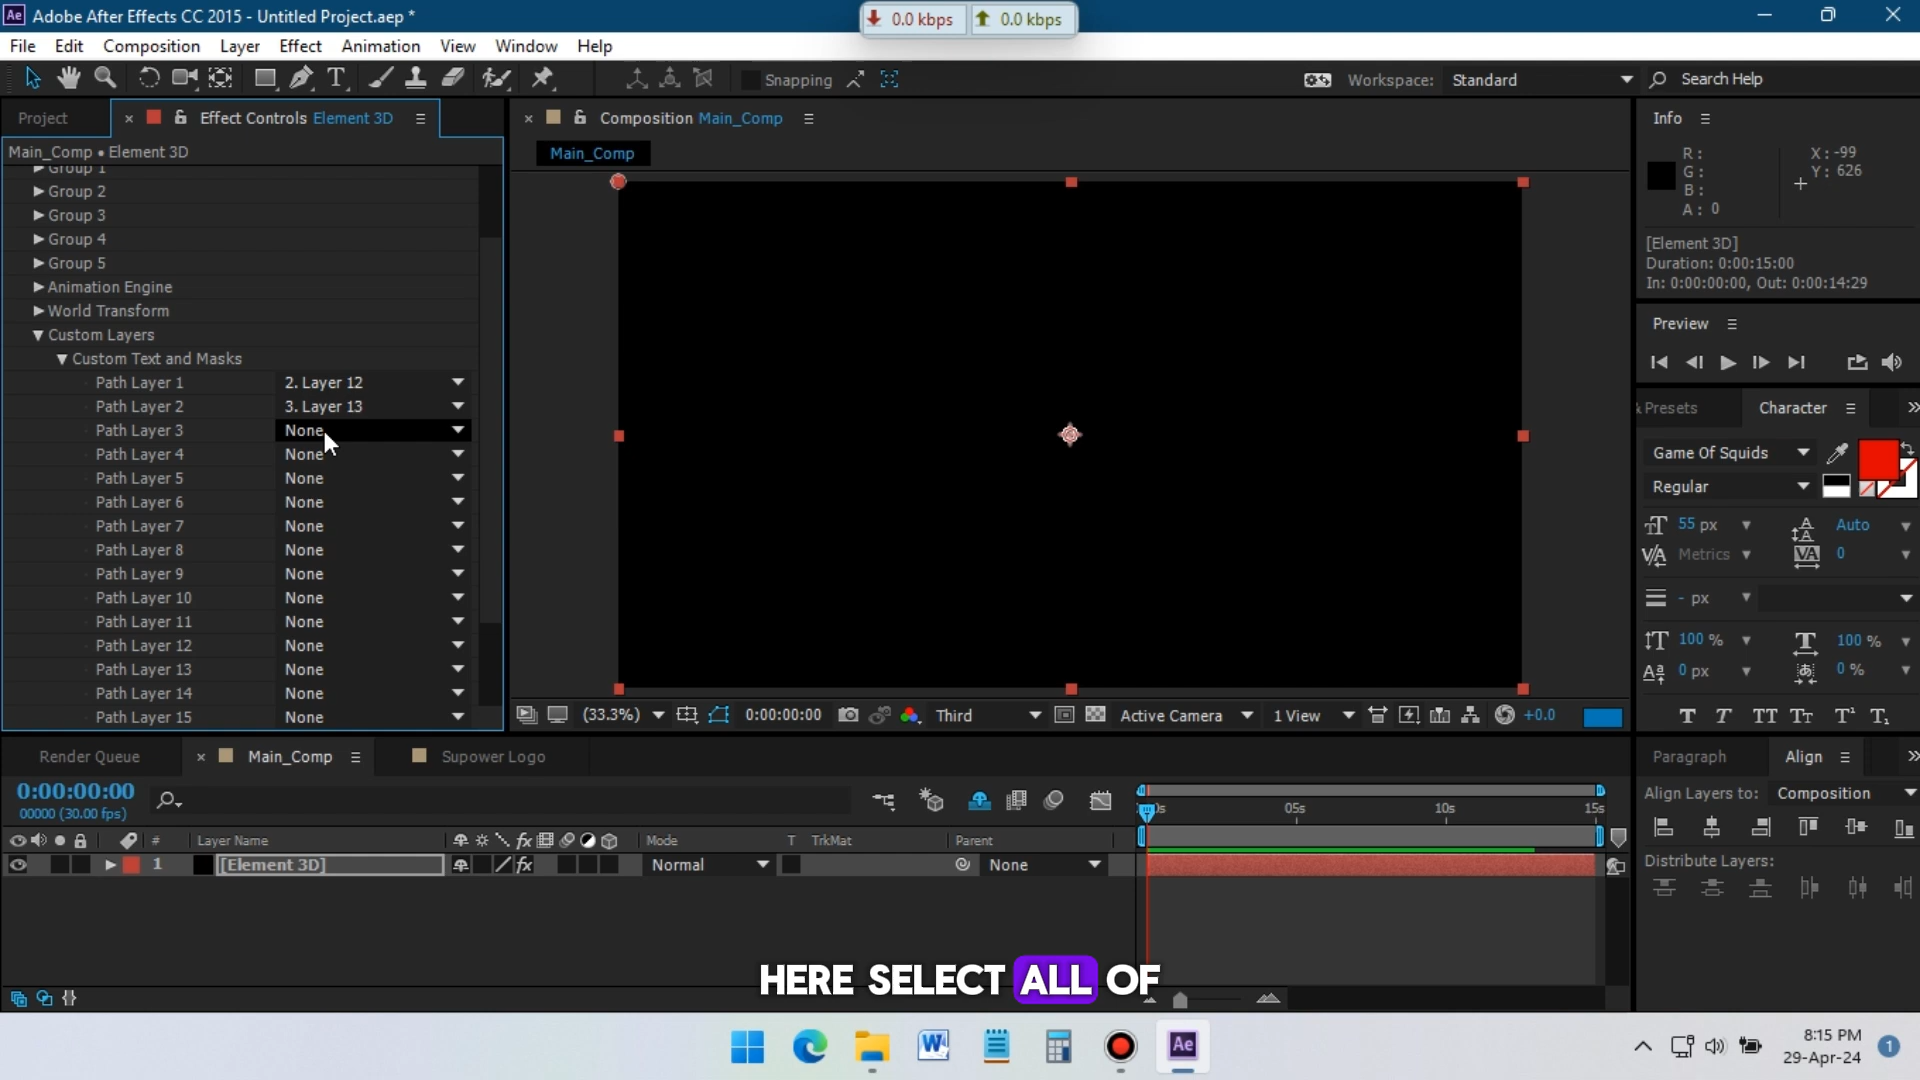 Adobe After Effects CC 2015 - Untitled Project.aep *
0.0 kbps
0.0 kbps
File Edit Composition Layer Effect Animation View Window Help
Snapping
Workspace: Standard
Search Help
Project
Effect Controls Element 3D
Main_Comp • Element 3D
Group 1
Group 2
Group 3
Group 4
Group 5
Animation Engine
World Transform
Custom Layers
Custom Text and Masks
Path Layer 1 2. Layer 12
Path Layer 2 3. Layer 13
Path Layer 3 None
Path Layer 4 None
Path Layer 5 None
Path Layer 6 None
Path Layer 7 None
Path Layer 8 None
Path Layer 9 None
Path Layer 10 None
Path Layer 11 None
Path Layer 12 None
Path Layer 13 None
Path Layer 14 None
Path Layer 15 None
Composition Main_Comp
Main_Comp
(33.3%) 0:00:00:00 Third Active Camera 1 View +0.0
Info
R:
G:
B:
A: 0
X: -99
Y: 626
[Element 3D]
Duration: 0:00:15:00
In: 0:00:00:00, Out: 0:00:14:29
Preview
& Presets Character
Game Of Squids
Regular
55 px Auto
Metrics 0
- px
100 % 100 %
0 px 0 %
Render Queue Main_Comp Supower Logo
0:00:00:00
00000 (30.00 fps)
# Layer Name Mode T TrkMat Parent
1 [Element 3D] Normal None
05s 10s 15s
Paragraph Align
Align Layers to: Composition
Distribute Layers:
HERE SELECT ALL OF
8:15 PM
29-Apr-24
1